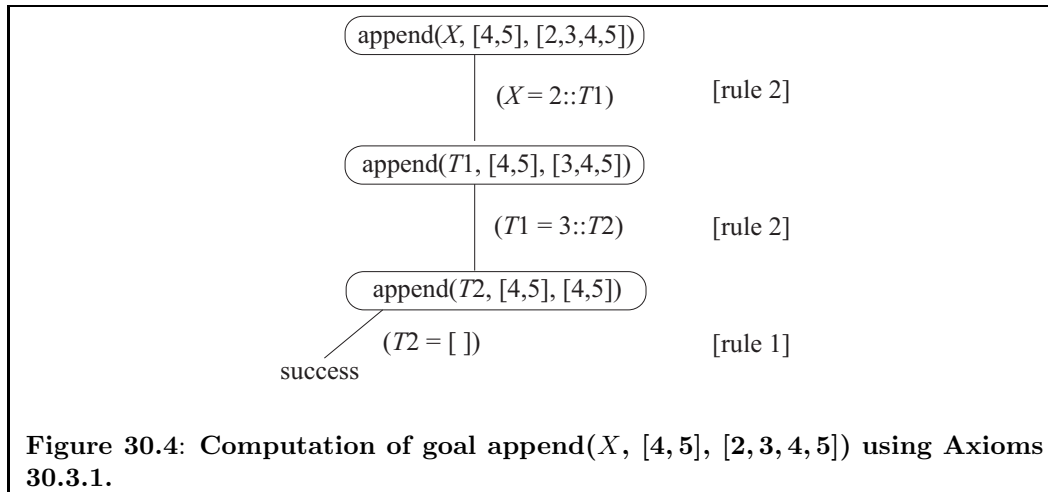 append(X, [4,5], [2,3,4,5])
(X = 2::T1) [rule 2]
append(T1, [4,5], [3,4,5])
(T1 = 3::T2) [rule 2]
append(T2, [4,5], [4,5])
(T2 = [ ]) [rule 1]
success
Figure 30.4: Computation of goal append(X, [4, 5], [2, 3, 4, 5]) using Axioms
30.3.1.